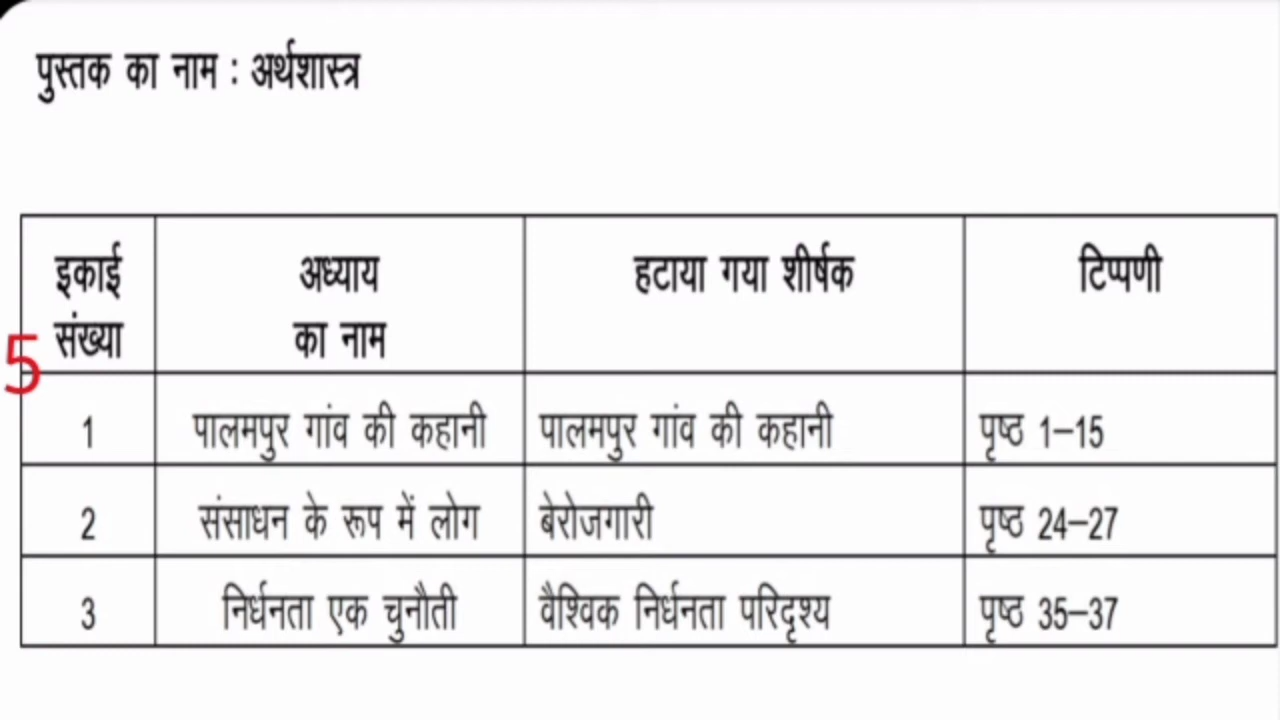 पुस्तक का नाम : अर्थशास्त्र
इकाई संख्या अध्याय का नाम हटाया गया शीर्षक टिप्पणी
5
1 पालमपुर गांव की कहानी पालमपुर गांव की कहानी पृष्ठ 1–15
2 संसाधन के रूप में लोग बेरोजगारी पृष्ठ 24–27
3 निर्धनता एक चुनौती वैश्विक निर्धनता परिदृश्य पृष्ठ 35–37